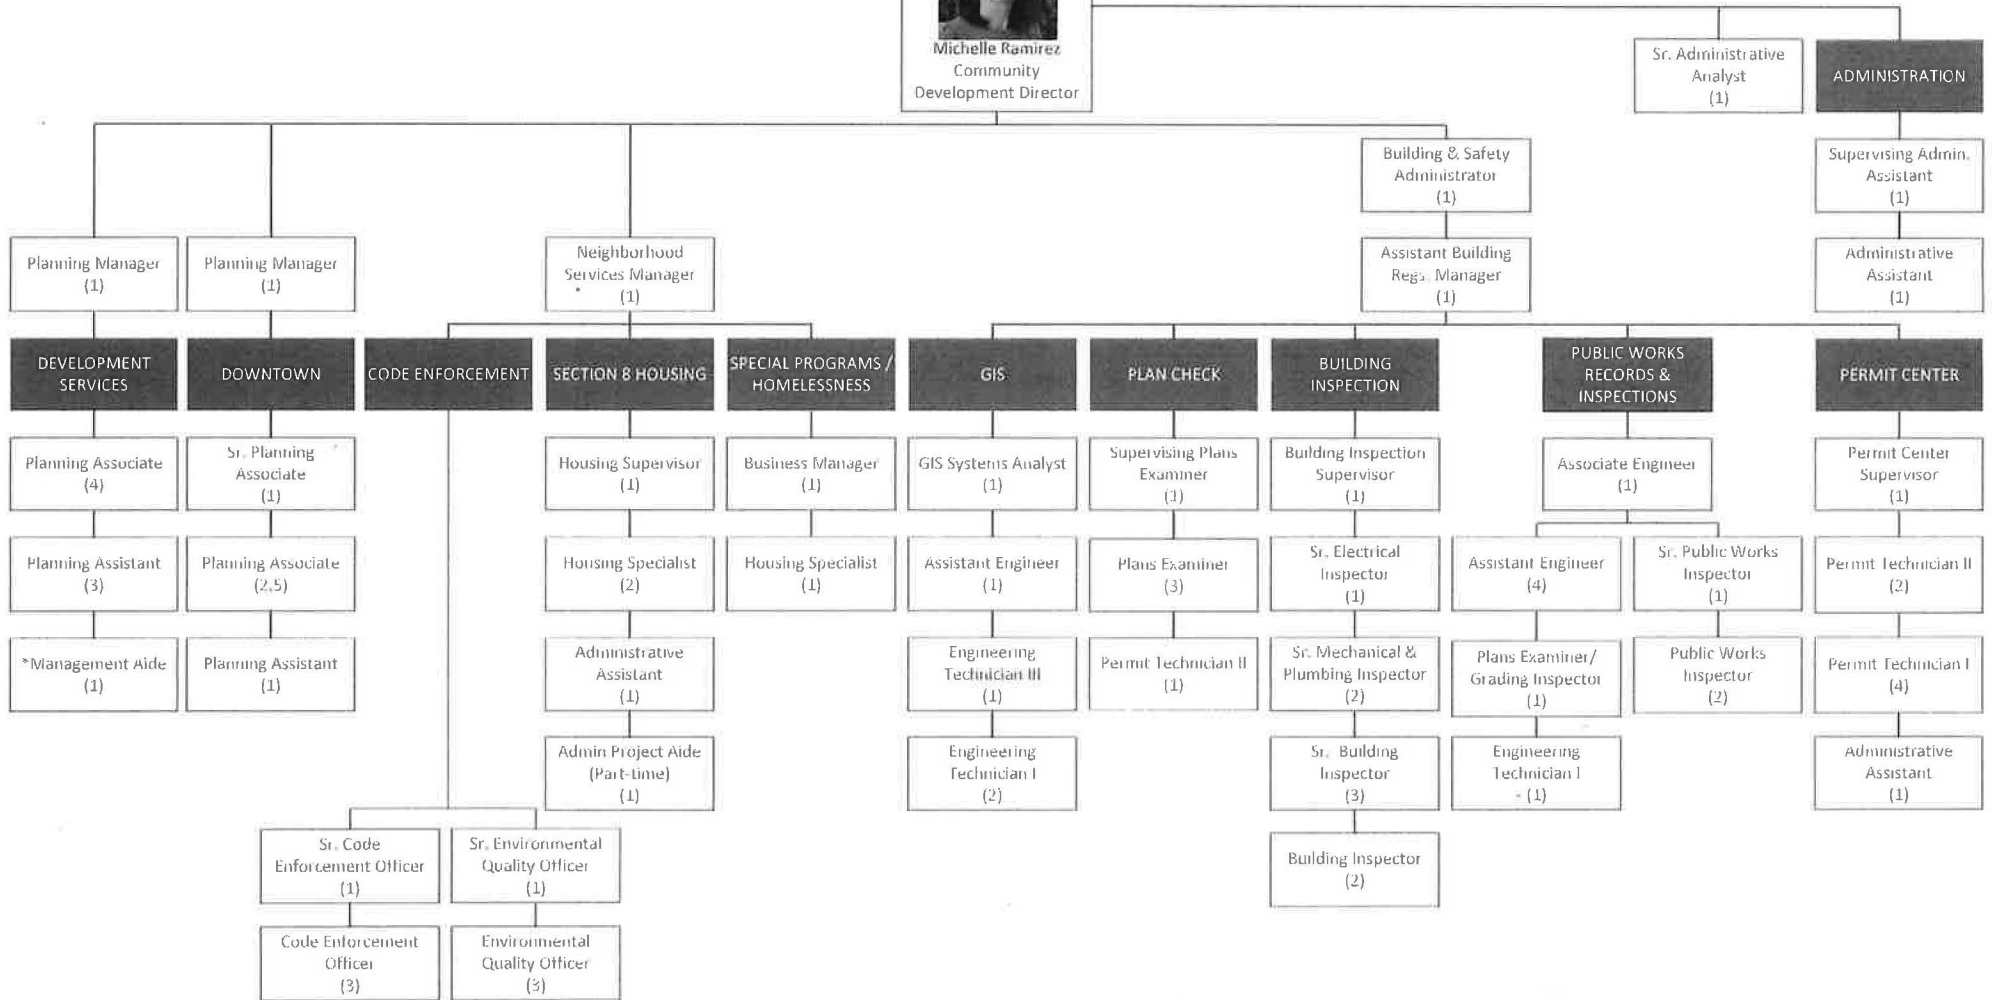 Michelle Ramirez
Community
Development Director
Sr. Administrative
Analyst
(1)
ADMINISTRATION
Supervising Admin.
Assistant
(1)
Administrative
Assistant
(1)
Building & Safety
Administrator
(1)
Assistant Building
Regs. Manager
(1)
Planning Manager
(1)
Planning Manager
(1)
Neighborhood
Services Manager
(1)
DEVELOPMENT
SERVICES
Planning Associate
(4)
Planning Assistant
(3)
*Management Aide
(1)
DOWNTOWN
Sr. Planning
Associate
(1)
Planning Associate
(2.5)
Planning Assistant
(1)
CODE ENFORCEMENT
Sr. Code
Enforcement Officer
(1)
Code Enforcement
Officer
(3)
Sr. Environmental
Quality Officer
(1)
Environmental
Quality Officer
(3)
SECTION 8 HOUSING
Housing Supervisor
(1)
Housing Specialist
(2)
Administrative
Assistant
(1)
Admin Project Aide
(Part-time)
(1)
SPECIAL PROGRAMS /
HOMELESSNESS
Business Manager
(1)
Housing Specialist
(1)
GIS
GIS Systems Analyst
(1)
Assistant Engineer
(1)
Engineering
Technician III
(1)
Engineering
Technician I
(2)
PLAN CHECK
Supervising Plans
Examiner
(1)
Plans Examiner
(3)
Permit Technician II
(1)
BUILDING
INSPECTION
Building Inspection
Supervisor
(1)
Sr. Electrical
Inspector
(1)
Sr. Mechanical &
Plumbing Inspector
(2)
Sr. Building
Inspector
(3)
Building Inspector
(2)
PUBLIC WORKS
RECORDS &
INSPECTIONS
Associate Engineer
(1)
Assistant Engineer
(4)
Plans Examiner/
Grading Inspector
(1)
Engineering
Technician I
(1)
Sr. Public Works
Inspector
(1)
Public Works
Inspector
(2)
PERMIT CENTER
Permit Center
Supervisor
(1)
Permit Technician II
(2)
Permit Technician I
(4)
Administrative
Assistant
(1)